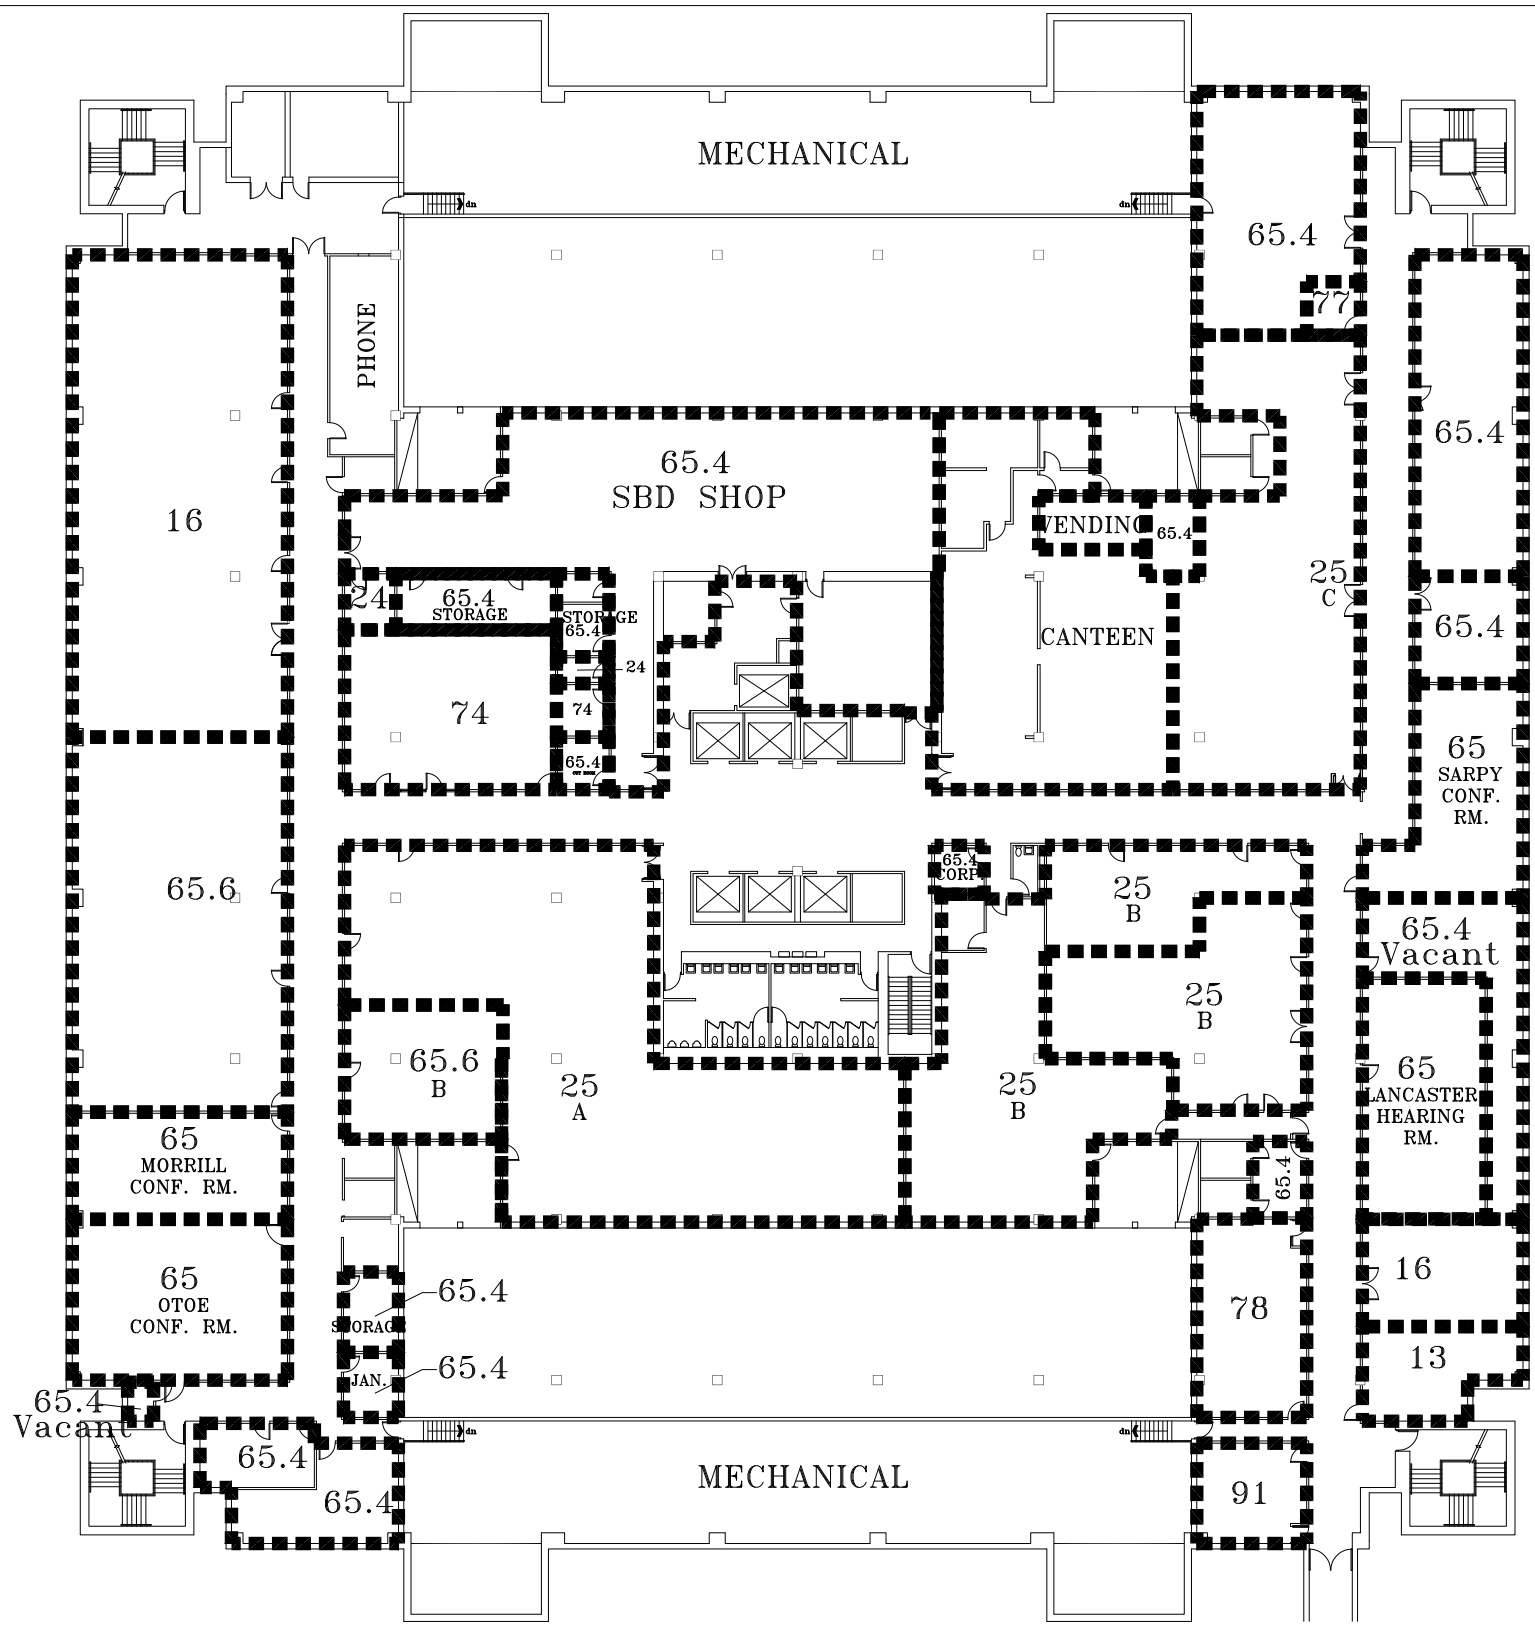 MECHANICAL
dn
dn
65.4
77
PHONE
65.4
65.4
SBD SHOP
16
VENDING
65.4
25
C
24
65.4
STORAGE
STORAGE
65.4
65.4
CANTEEN
24
74
74
65
SARPY
CONF.
RM.
65.4
65.4
CORP.
65.6
25
B
65.4
Vacant
25
B
65.6
B
25
A
25
B
65
LANCASTER
HEARING
RM.
65
MORRILL
CONF. RM.
65.4
65
OTOE
CONF. RM.
65.4
STORAGE
78
16
65.4
JAN.
13
65.4
Vacant
dn
dn
65.4
MECHANICAL
65.4
91